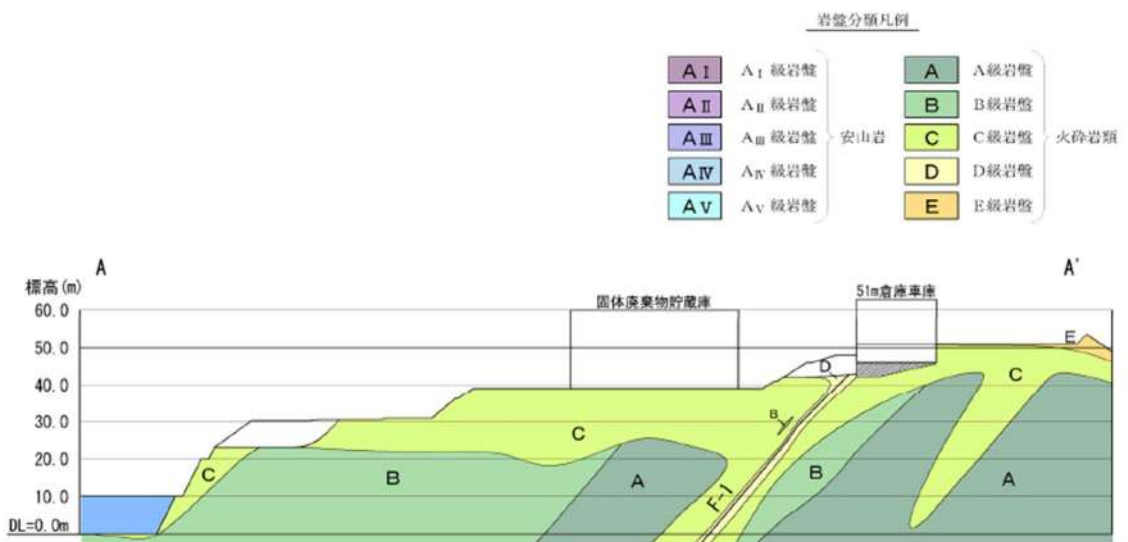 岩盤分類凡例
AⅠ AⅠ 級岩盤
AⅡ AⅡ 級岩盤
AⅢ AⅢ 級岩盤
AⅣ AⅣ 級岩盤
AⅤ AⅤ 級岩盤
安山岩
A A級岩盤
B B級岩盤
C C級岩盤
D D級岩盤
E E級岩盤
火砕岩類
A
A'
標高(m)
固体廃棄物貯蔵庫
51m倉庫車庫
60.0
50.0
40.0
30.0
20.0
10.0
DL=0.0m
E
D
C
B
C
C
B
A
F-1
B
A